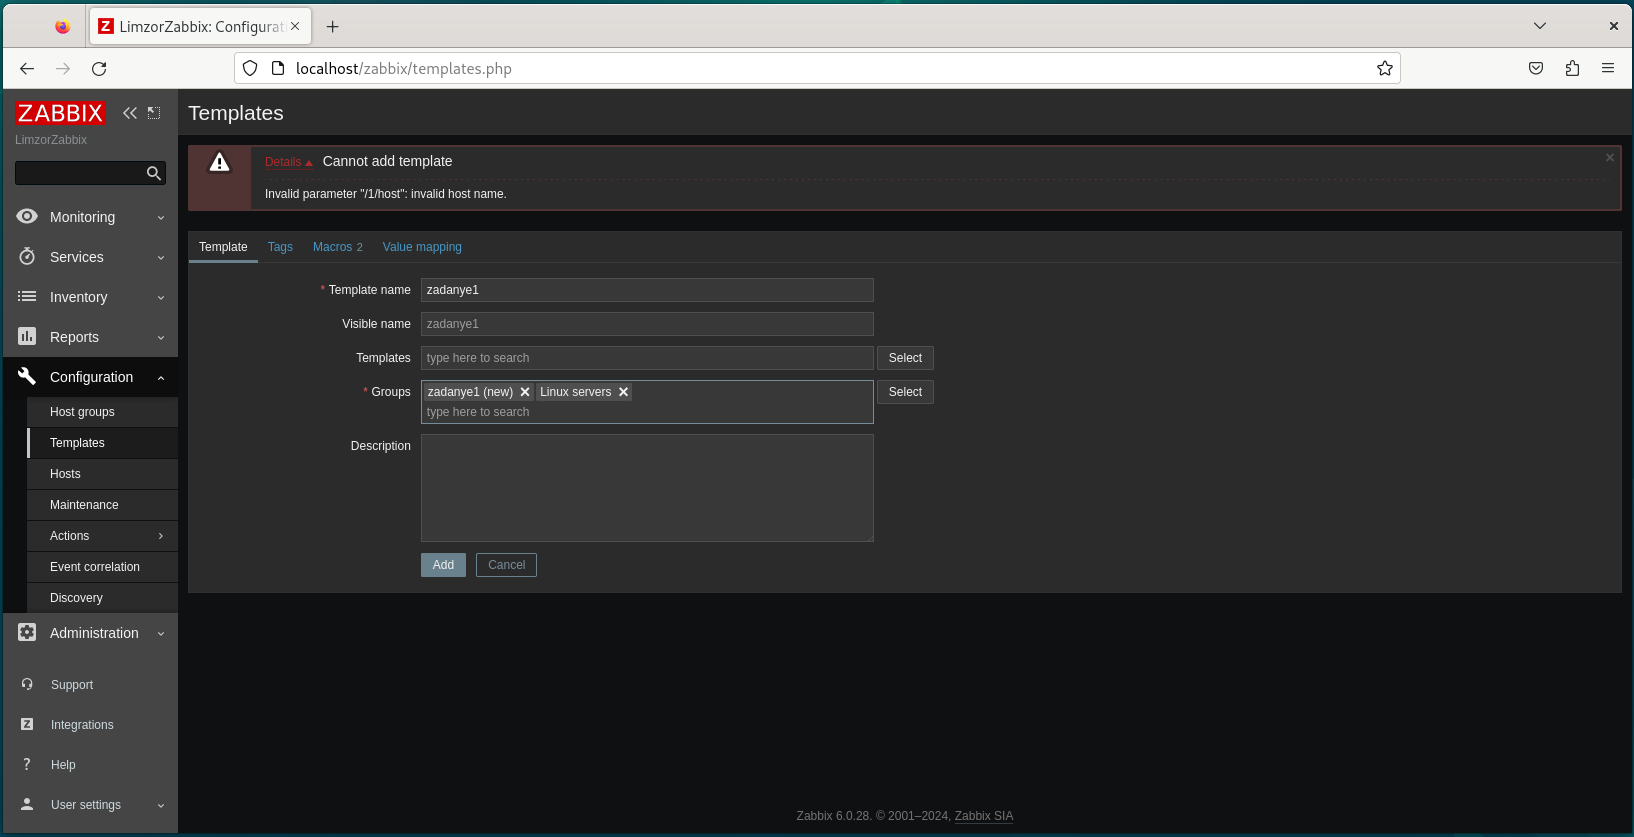 LimzorZabbix: Configurati
localhost/zabbix/templates.php
ZABBIX
LimzorZabbix
Monitoring
Services
Inventory
Reports
Configuration
Host groups
Templates
Hosts
Maintenance
Actions
Event correlation
Discovery
Administration
Support
Integrations
Help
User settings
Templates
Details Cannot add template
Invalid parameter "/1/host": invalid host name.
Template Tags Macros 2 Value mapping
* Template name zadanye1
Visible name zadanye1
Templates type here to search Select
* Groups zadanye1 (new) Linux servers Select
type here to search
Description
Add Cancel
Zabbix 6.0.28. © 2001–2024, Zabbix SIA